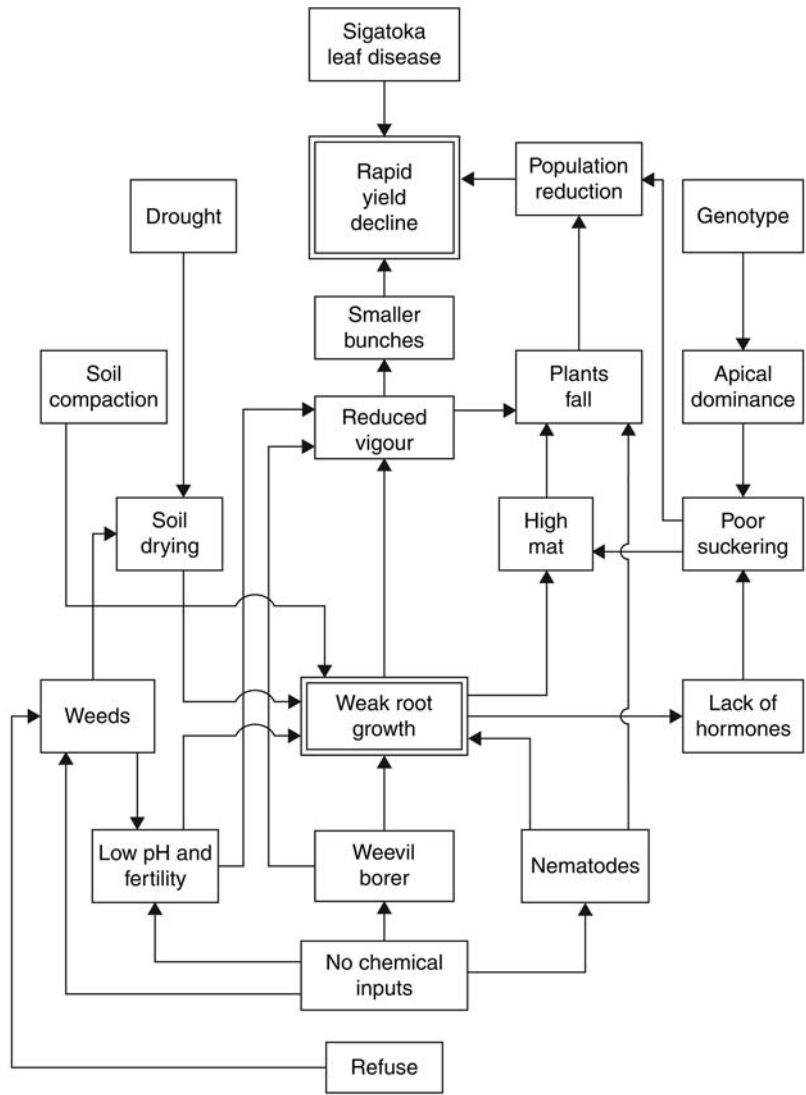 Sigatoka
leaf disease
Rapid
yield
decline
Population
reduction
Drought
Genotype
Smaller
bunches
Soil
compaction
Plants
fall
Apical
dominance
Reduced
vigour
Soil
drying
High
mat
Poor
suckering
Weeds
Weak root
growth
Lack of
hormones
Low pH and
fertility
Weevil
borer
Nematodes
No chemical
inputs
Refuse